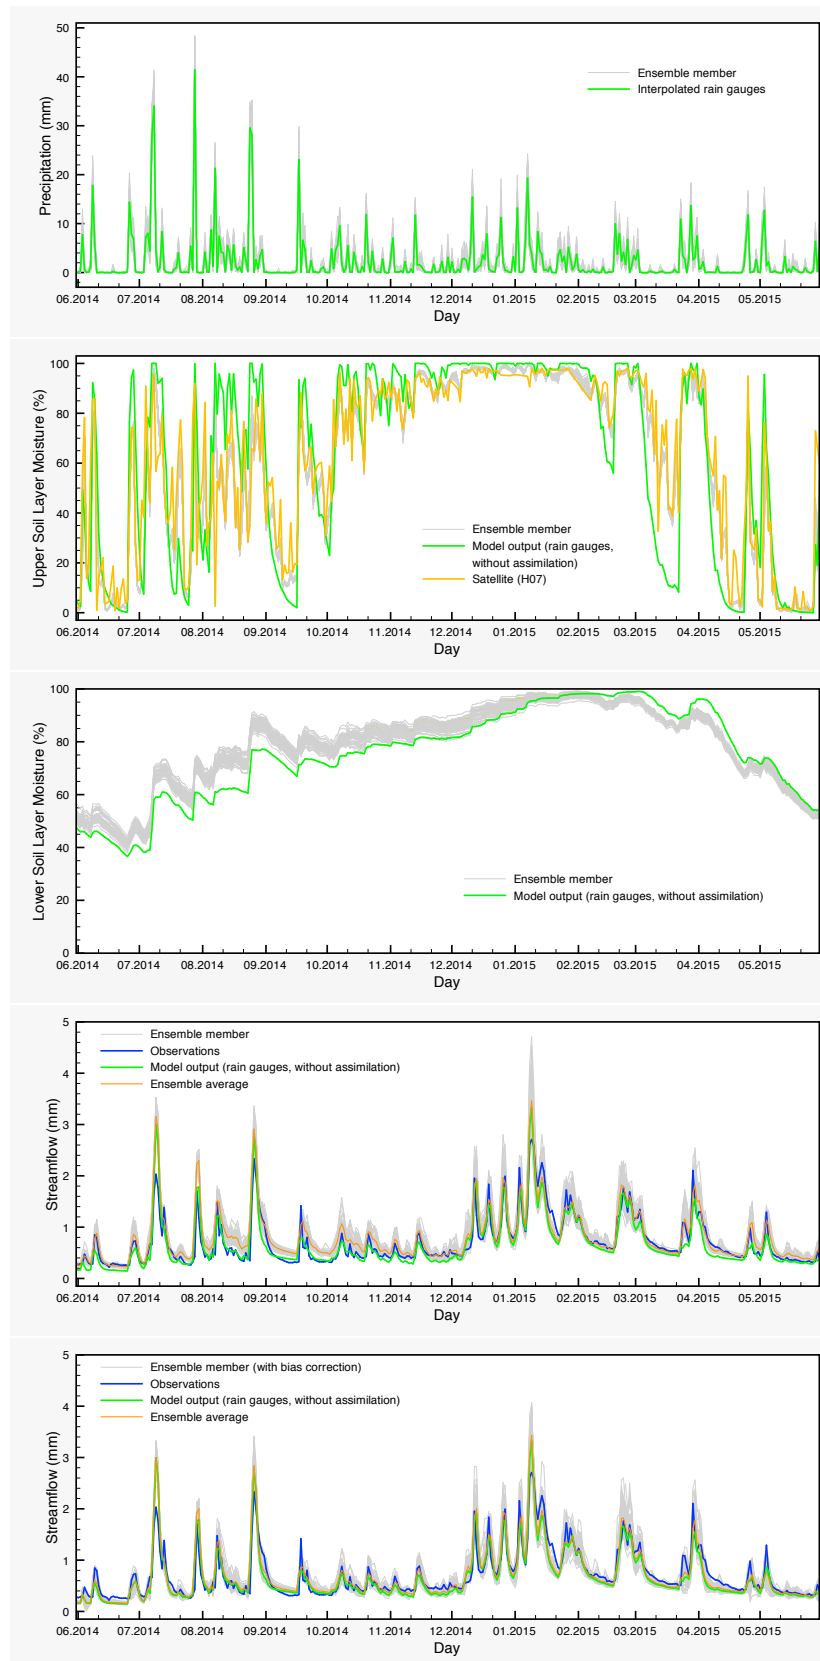 50
40
30
20
10
0
Precipitation (mm)
Ensemble member
Interpolated rain gauges
06.2014 07.2014 08.2014 09.2014 10.2014 11.2014 12.2014 01.2015 02.2015 03.2015 04.2015 05.2015
Day
100
80
60
40
20
0
Upper Soil Layer Moisture (%)
Ensemble member
Model output (rain gauges,
without assimilation)
Satellite (H07)
06.2014 07.2014 08.2014 09.2014 10.2014 11.2014 12.2014 01.2015 02.2015 03.2015 04.2015 05.2015
Day
100
80
60
40
20
0
Lower Soil Layer Moisture (%)
Ensemble member
Model output (rain gauges, without assimilation)
06.2014 07.2014 08.2014 09.2014 10.2014 11.2014 12.2014 01.2015 02.2015 03.2015 04.2015 05.2015
Day
5
4
3
2
1
0
Streamflow (mm)
Ensemble member
Observations
Model output (rain gauges, without assimilation)
Ensemble average
06.2014 07.2014 08.2014 09.2014 10.2014 11.2014 12.2014 01.2015 02.2015 03.2015 04.2015 05.2015
Day
5
4
3
2
1
0
Streamflow (mm)
Ensemble member (with bias correction)
Observations
Model output (rain gauges, without assimilation)
Ensemble average
06.2014 07.2014 08.2014 09.2014 10.2014 11.2014 12.2014 01.2015 02.2015 03.2015 04.2015 05.2015
Day